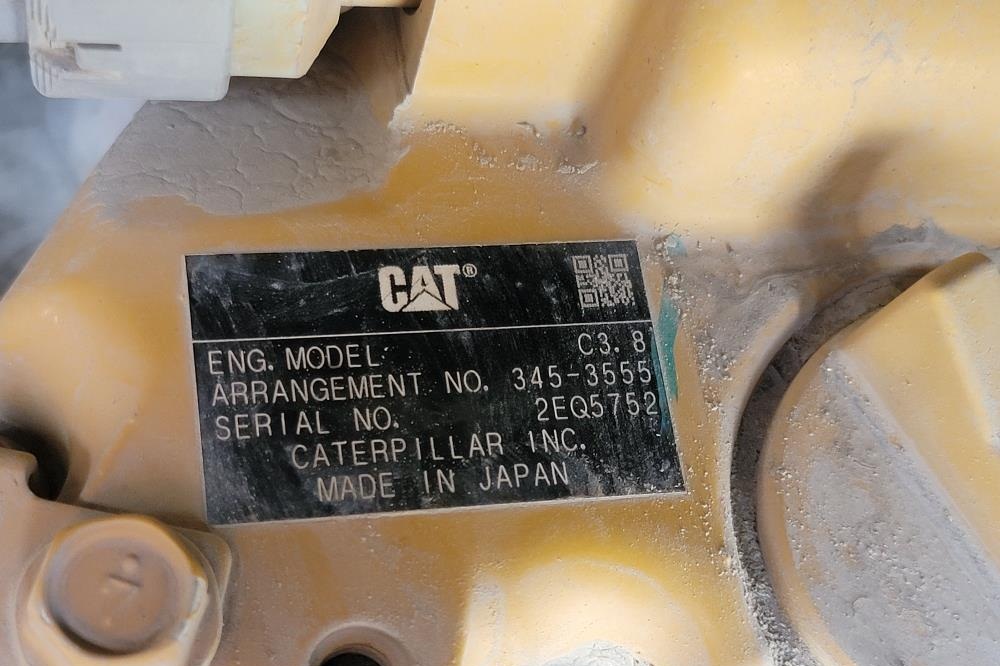 CAT®
ENG. MODEL C3.8
ARRANGEMENT NO. 345-3555
SERIAL NO. 2EQ5752
CATERPILLAR INC.
MADE IN JAPAN